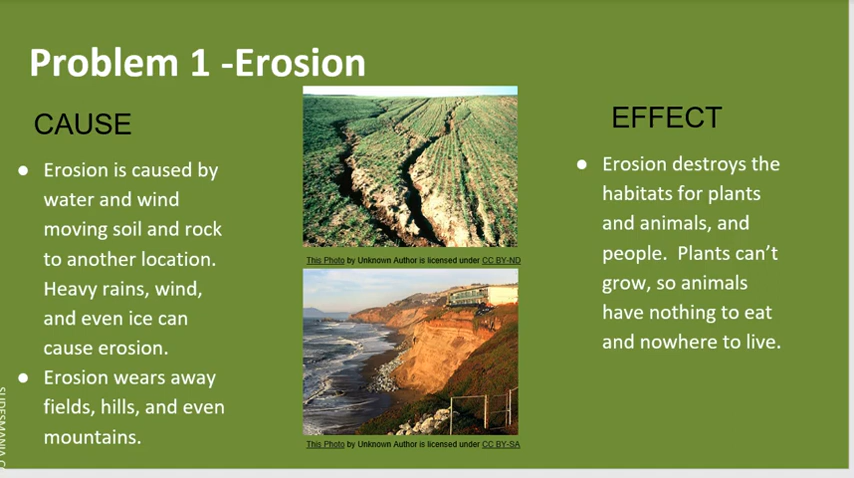 Problem 1 -Erosion
CAUSE
● Erosion is caused by
water and wind
moving soil and rock
to another location.
Heavy rains, wind,
and even ice can
cause erosion.
● Erosion wears away
fields, hills, and even
mountains.
This Photo by Unknown Author is licensed under CC BY-ND
This Photo by Unknown Author is licensed under CC BY-SA
EFFECT
● Erosion destroys the
habitats for plants
and animals, and
people.  Plants can't
grow, so animals
have nothing to eat
and nowhere to live.